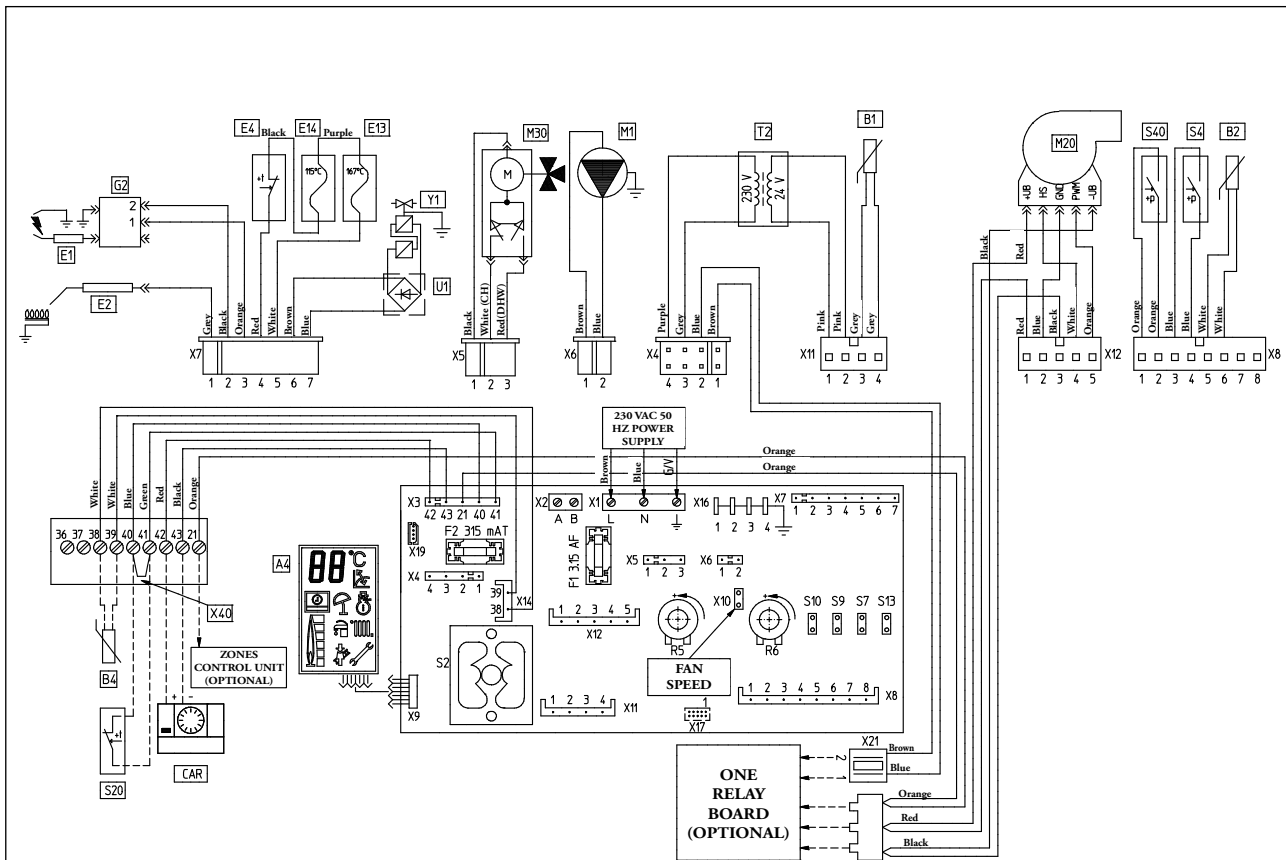 E4 Black E14 Purple E13
M30
M1
T2
B1
M20
S40 S4 B2
+t 115°C 167°C
G2
2
1
Y1
M
230 V 24 V
+UB HS GND PWM -UB
+p +p
E1
E2
U1
Grey Black Orange Red White Brown Blue
Black White (CH) Red (DHW)
Brown Blue
Purple Grey Blue Brown
Pink Pink Grey Grey
Black Red
Red Blue Black White Orange
Orange Orange Blue Blue White White
X7
1 2 3 4 5 6 7
X5
1 2 3
X6
1 2
X4
4 3 2 1
X11
1 2 3 4
X12
1 2 3 4 5
X8
1 2 3 4 5 6 7 8
230 VAC 50
HZ POWER
SUPPLY
Orange
Orange
Brown Blue G/V
White White Blue Green Red Black Orange
36 37 38 39 40 41 42 43 21
X40
X3
42 43 21 40 41
X2
A B
X1
L N
X16
1 2 3 4
X7
1 2 3 4 5 6 7
X19
F2 315 mAT
F1 3.15 AF
X4
4 3 2 1
X5
1 2 3
X6
1 2
A4
88 °C
39
38
X14
1 2 3 4 5
X12
X10
+
R5
+
R6
S10 S9 S7 S13
FAN
SPEED
ZONES
CONTROL UNIT
(OPTIONAL)
B4
S2
X9
1 2 3 4
X11
1
X17
1 2 3 4 5 6 7 8
X8
+t
S20
+ -
CAR
X21
2
1
Brown
Blue
ONE
RELAY
BOARD
(OPTIONAL)
Orange
Red
Black